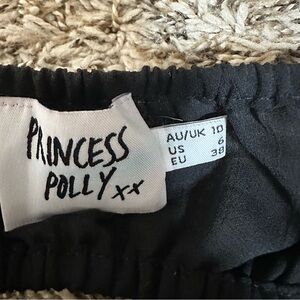 PRINCESS
POLLY xx
AU/UK 10
US 6
EU 38